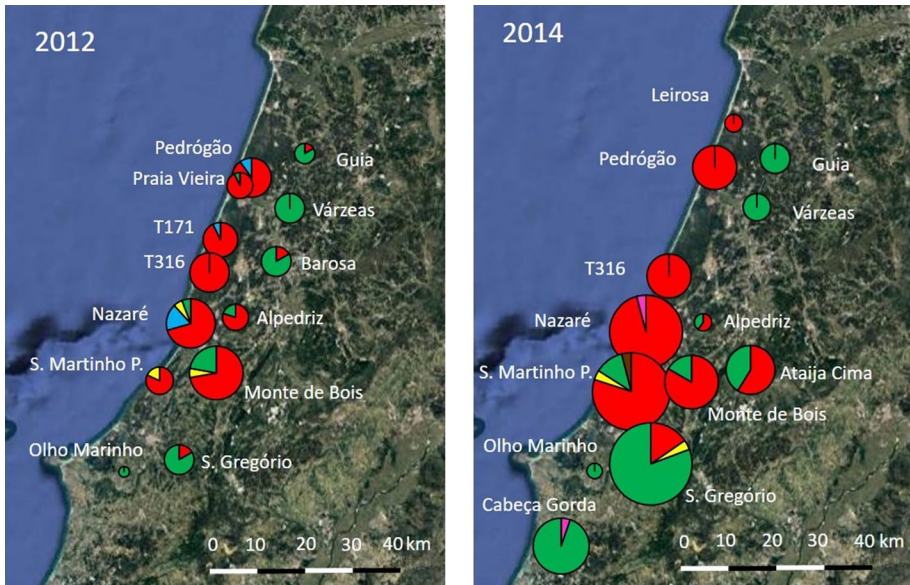 2012
Pedrógão
Guia
Praia Vieira
Várzeas
T171
T316
Barosa
Nazaré
Alpedriz
S. Martinho P.
Monte de Bois
Olho Marinho
S. Gregório
0 10 20 30 40 km
2014
Leirosa
Pedrógão
Guia
Várzeas
T316
Nazaré
Alpedriz
S. Martinho P.
Ataija Cima
Monte de Bois
Olho Marinho
S. Gregório
Cabeça Gorda
0 10 20 30 40 km